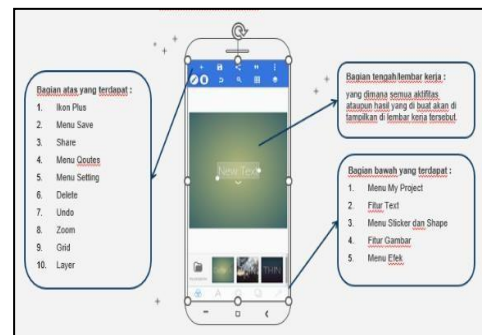 Bagian atas yang terdapat :
1. Ikon Plus
2. Menu Save
3. Share
4. Menu Qoutes
5. Menu Setting
6. Delete
7. Undo
8. Zoom
9. Grid
10. Layer
New Text
THIN
Bagian tengah/lembar kerja :
yang dimana semua aktifitas
ataupun hasil yang di buat akan di
tampilkan di lembar kerja tersebut.
Bagian bawah yang terdapat :
1. Menu My Project
2. Fitur Text
3. Menu Sticker dan Shape
4. Fitur Gambar
5. Menu Efek